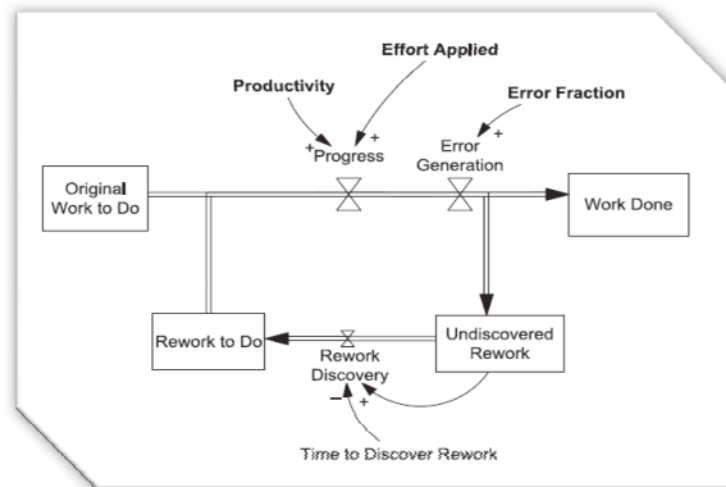 Effort Applied
Productivity
Error Fraction
+
+
+
Progress
Error
Generation
Original
Work to Do
Work Done
Rework to Do
Undiscovered
Rework
Rework
Discovery
–
+
Time to Discover Rework